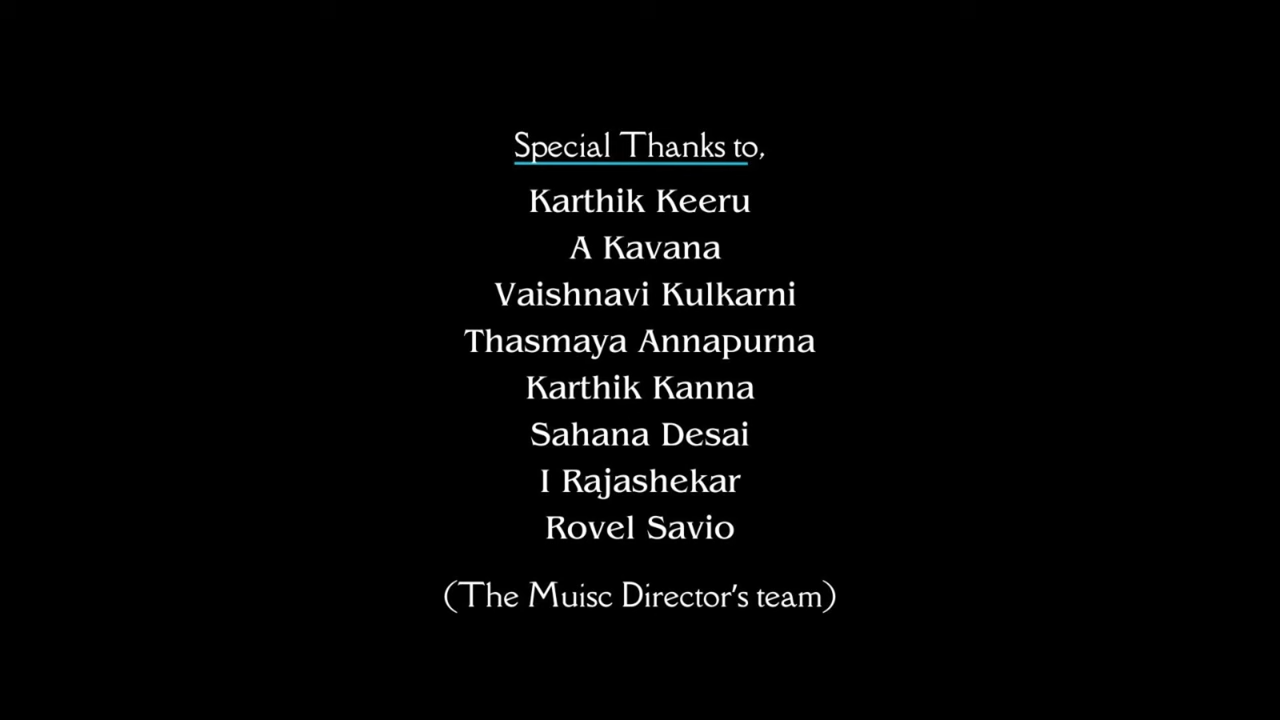 Special Thanks to,
Karthik Keeru
A Kavana
Vaishnavi Kulkarni
Thasmaya Annapurna
Karthik Kanna
Sahana Desai
I Rajashekar
Rovel Savio
(The Muisc Director's team)